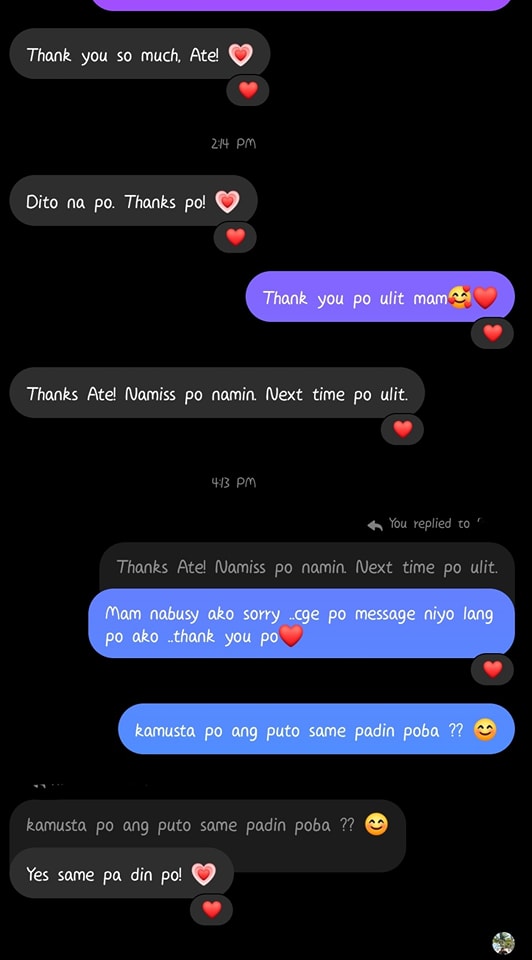 Thank you so much, Ate! 💗
❤️
2:14 PM
Dito na po. Thanks po! 💗
❤️
Thank you po ulit mam🥰❤️
❤️
Thanks Ate! Namiss po namin. Next time po ulit.
❤️
4:13 PM
You replied to
Thanks Ate! Namiss po namin. Next time po ulit.
Mam nabusy ako sorry ..cge po message niyo lang
po ako ..thank you po❤️
❤️
kamusta po ang puto same padin poba ?? 😊
kamusta po ang puto same padin poba ?? 😊
Yes same pa din po! 💗
❤️